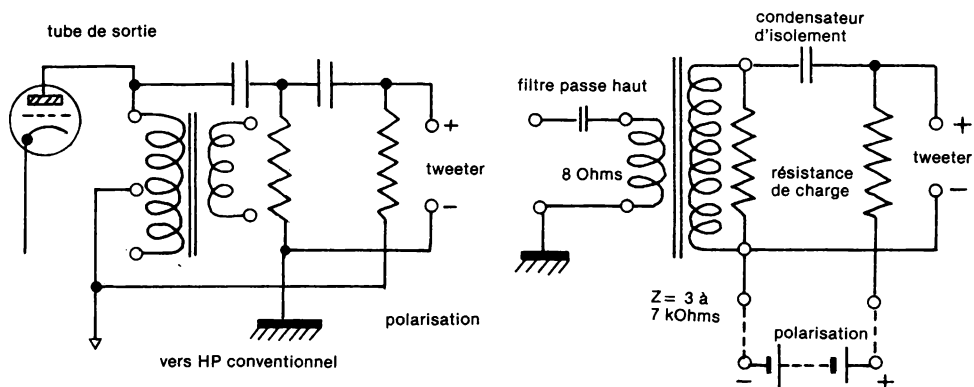 tube de sortie
+
tweeter
−
polarisation
vers HP conventionnel
condensateur
d'isolement
filtre passe haut
8 Ohms
résistance
de charge
+
tweeter
−
Z = 3 à
7 kOhms
polarisation
−
+